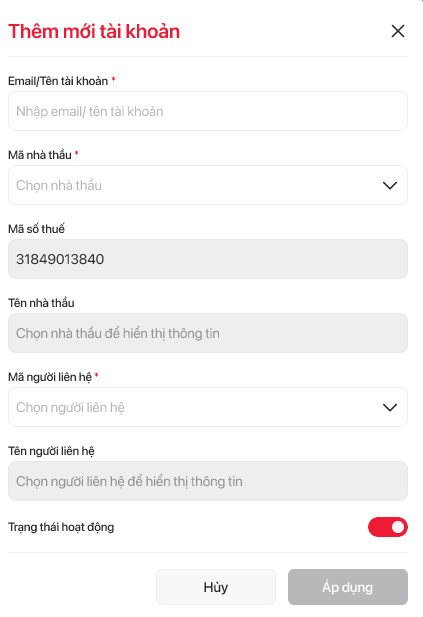 Thêm mới tài khoản
Email/Tên tài khoản *
Nhập email/ tên tài khoản
Mã nhà thầu *
Chọn nhà thầu
Mã số thuế
31849013840
Tên nhà thầu
Chọn nhà thầu để hiển thị thông tin
Mã người liên hệ *
Chọn người liên hệ
Tên người liên hệ
Chọn người liên hệ để hiển thị thông tin
Trạng thái hoạt động
Hủy
Áp dụng